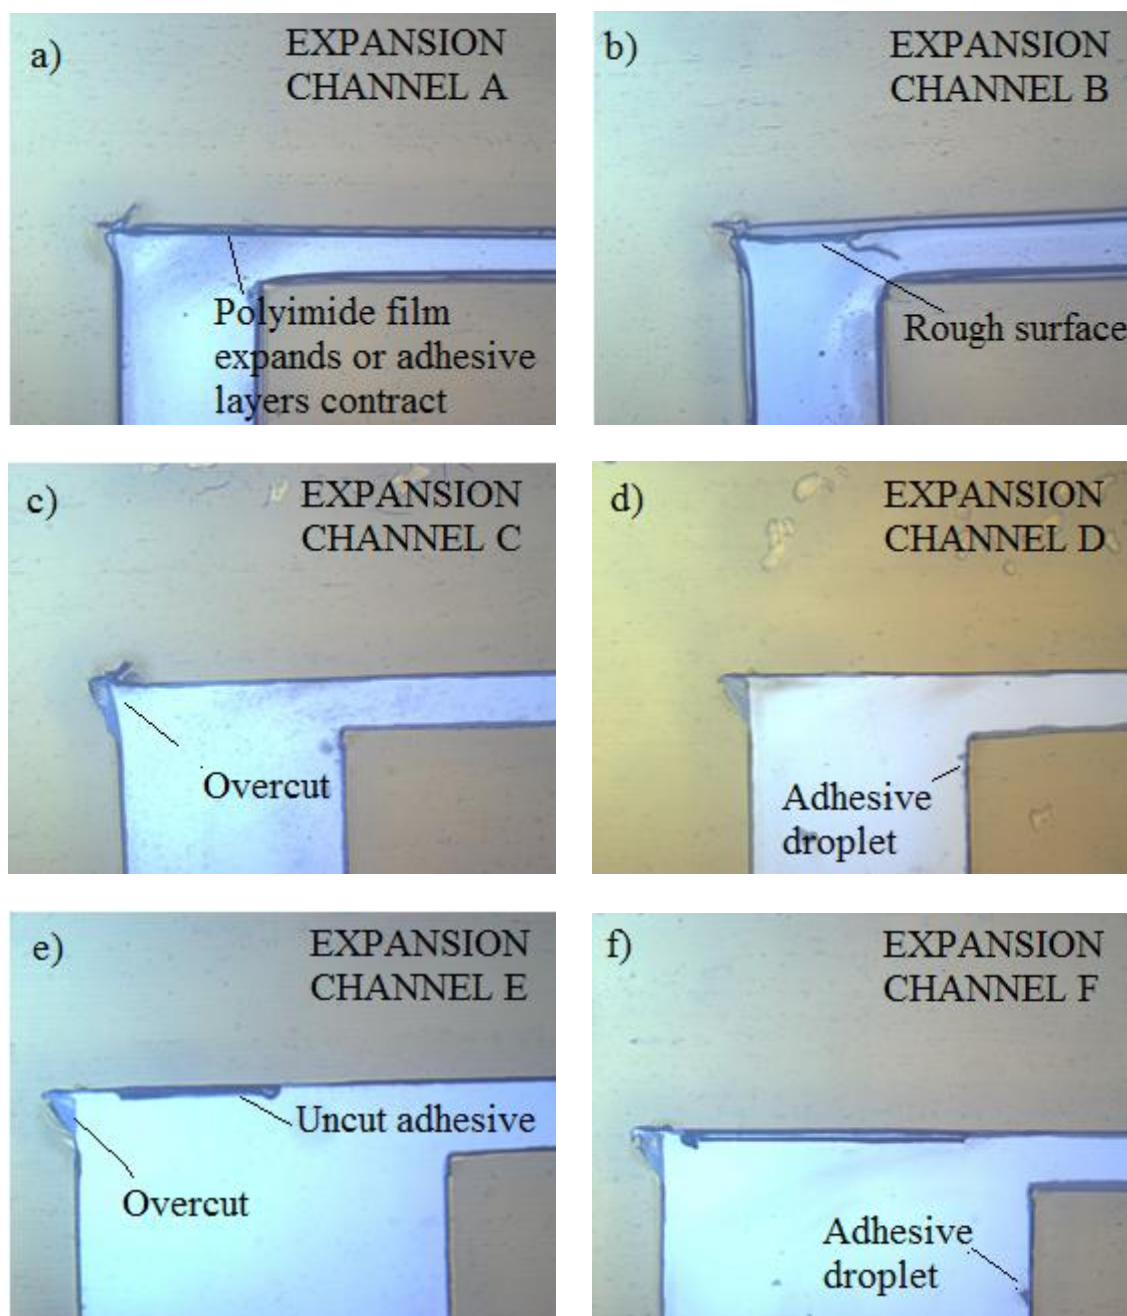 a)
EXPANSION
CHANNEL A
Polyimide film
expands or adhesive
layers contract
b)
EXPANSION
CHANNEL B
Rough surface
c)
EXPANSION
CHANNEL C
Overcut
d)
EXPANSION
CHANNEL D
Adhesive
droplet
e)
EXPANSION
CHANNEL E
Uncut adhesive
Overcut
f)
EXPANSION
CHANNEL F
Adhesive
droplet